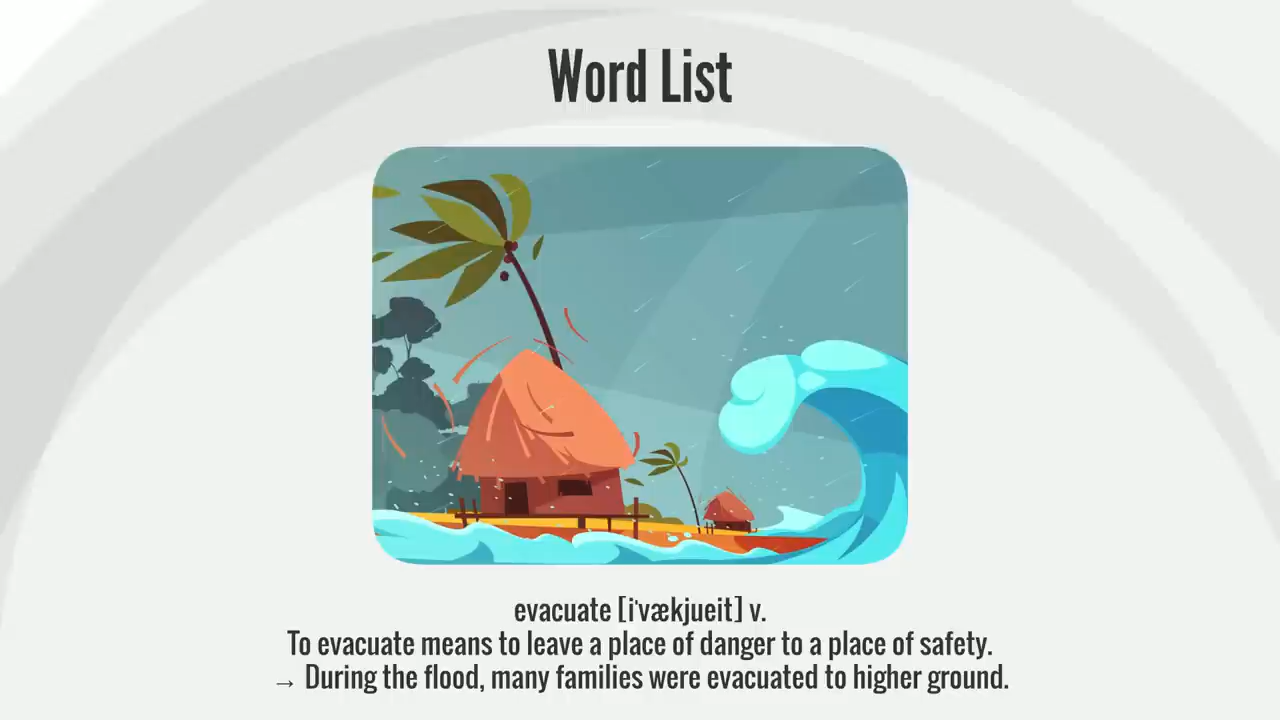 Word List
evacuate [iˈvækjueit] v.
To evacuate means to leave a place of danger to a place of safety.
→ During the flood, many families were evacuated to higher ground.